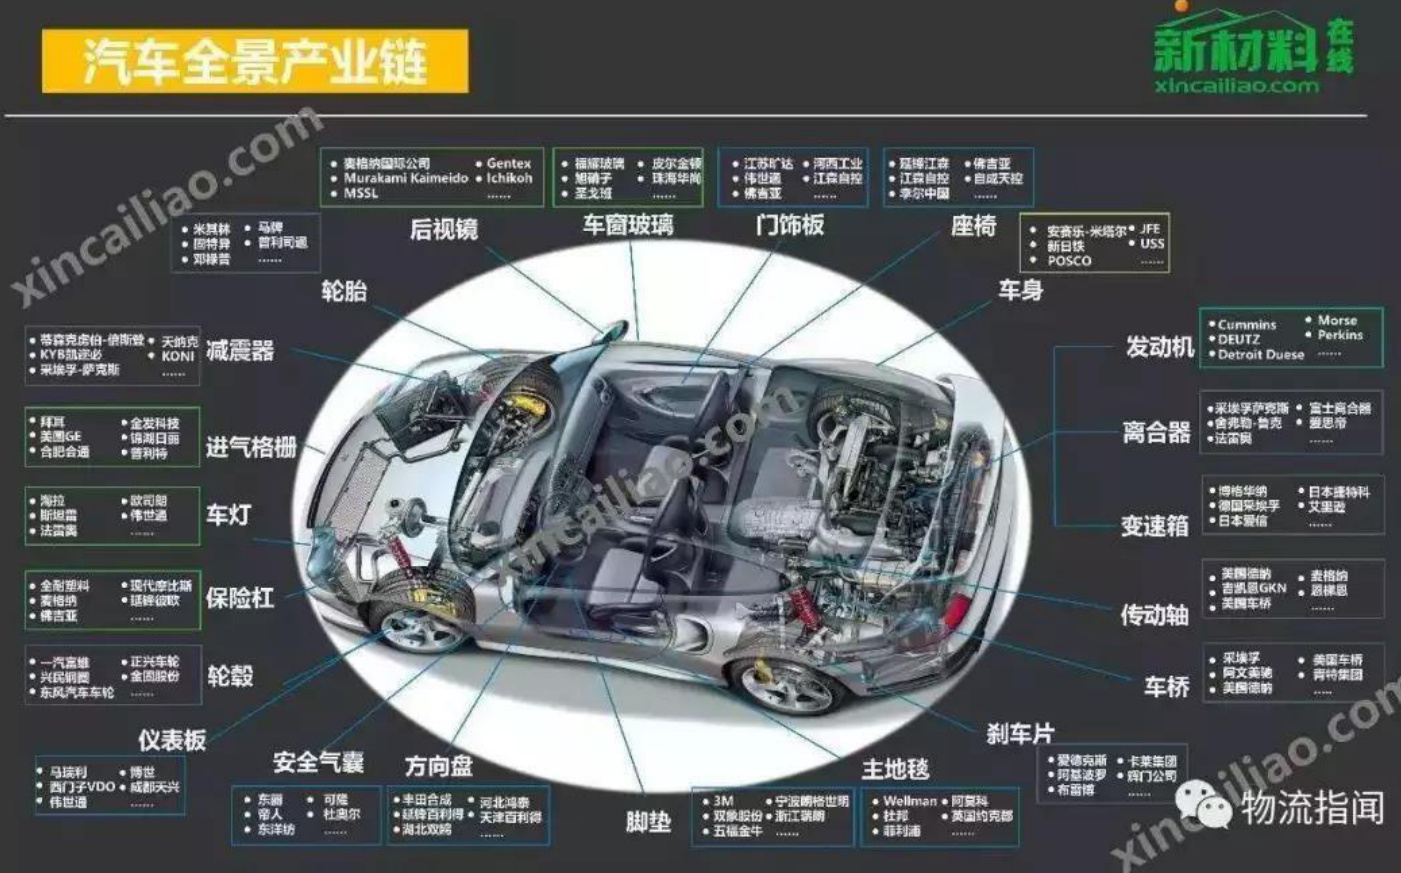 汽车全景产业链
新材料在线
xincailiao.com
麦格纳国际公司
Murakami Kaimeido
MSSL
Gentex
Ichikoh
......
后视镜
福耀玻璃
旭硝子
圣戈班
皮尔金顿
珠海华尚
......
车窗玻璃
江苏旷达
伟世通
佛吉亚
河西工业
江森自控
......
门饰板
延锋江森
江森自控
李尔中国
佛吉亚
自成天控
......
座椅
米其林
固特异
邓禄普
马牌
普利司通
......
轮胎
安赛乐-米塔尔
新日铁
POSCO
JFE
USS
......
车身
蒂森克虏伯-倍斯登
KYB凯迩必
采埃孚-萨克斯
天纳克
KONI
......
减震器
Cummins
DEUTZ
Detroit Duese
Morse
Perkins
......
发动机
拜耳
美国GE
合肥会通
金发科技
锦湖日丽
普利特
进气格栅
采埃孚萨克斯
舍弗勒-鲁克
法雷奥
富士离合器
爱思帝
......
离合器
海拉
斯坦雷
法雷奥
欧司朗
伟世通
......
车灯
博格华纳
德国采埃孚
日本爱信
日本捷特科
艾里逊
......
变速箱
全耐塑料
麦格纳
佛吉亚
现代摩比斯
延锋彼欧
......
保险杠
美国德纳
吉凯恩GKN
美国车桥
麦格纳
恩梯恩
......
传动轴
一汽富维
兴民钢圈
东风汽车车轮
正兴车轮
金固股份
......
轮毂
采埃孚
阿文美驰
美国德纳
美国车桥
青特集团
.....
车桥
仪表板
马瑞利
西门子VDO
伟世通
博世
成都天兴
......
安全气囊
东丽
帝人
东洋纺
可隆
杜奥尔
......
方向盘
丰田合成
延锋百利得
湖北双鸥
河北鸿泰
天津百利得
......
脚垫
3M
双象股份
五福金牛
宁波朗格世明
浙江瑞朗
......
主地毯
Wellman
杜邦
菲利浦
阿莫科
英国约克郡
......
刹车片
爱德克斯
阿基波罗
布雷博
卡莱集团
辉门公司
......
物流指闻
xincailiao.com
xincailiao.com
xincailiao.com